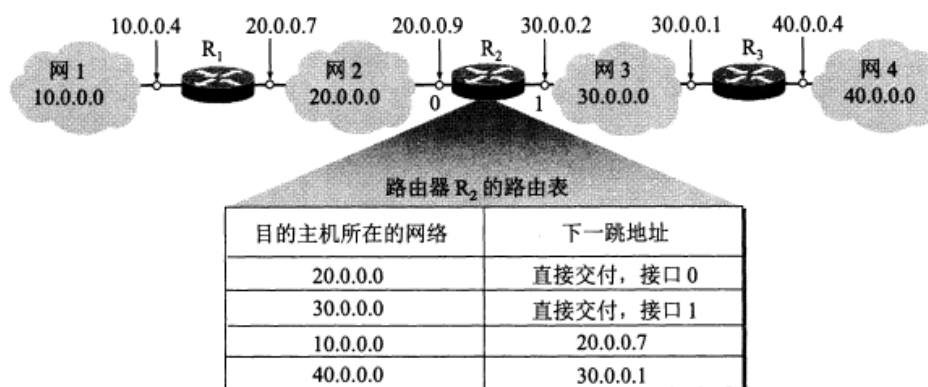 10.0.0.4 R₁ 20.0.0.7 20.0.0.9 R₂ 30.0.0.2 30.0.0.1 R₃ 40.0.0.4
网 1 网 2 网 3 网 4
10.0.0.0 20.0.0.0 0 1 30.0.0.0 40.0.0.0
路由器 R₂ 的路由表
目的主机所在的网络 下一跳地址
20.0.0.0 直接交付，接口 0
30.0.0.0 直接交付，接口 1
10.0.0.0 20.0.0.7
40.0.0.0 30.0.0.1